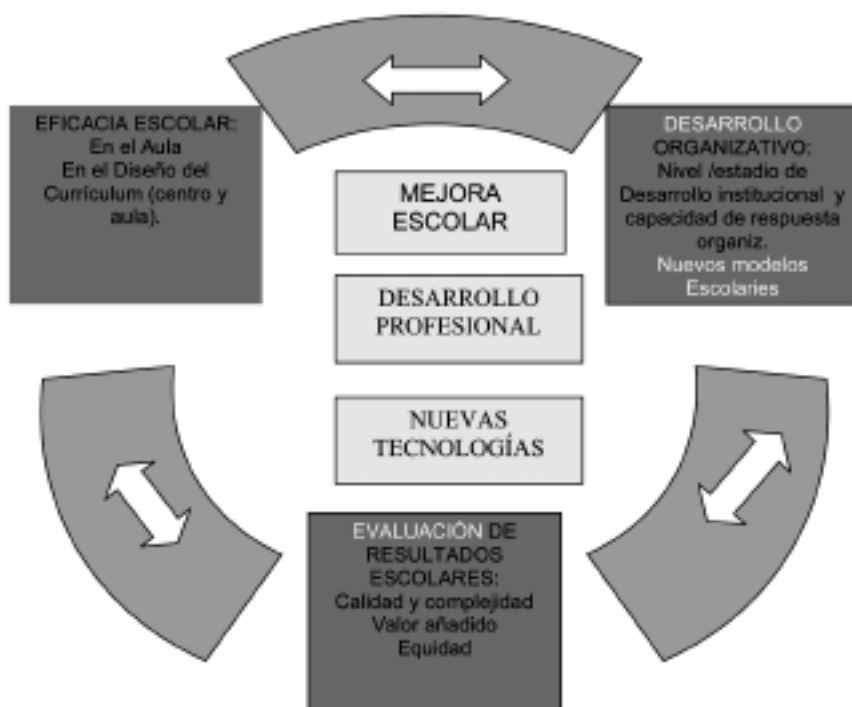 EFICACIA ESCOLAR:
En el Aula
En el Diseño del
Currículum (centro y
aula).
DESARROLLO
ORGANIZATIVO:
Nivel /estadio de
Desarrollo institucional y
capacidad de respuesta
organiz.
Nuevos modelos
Escolaries
MEJORA
ESCOLAR
DESARROLLO
PROFESIONAL
NUEVAS
TECNOLOGÍAS
EVALUACIÓN DE
RESULTADOS
ESCOLARES:
Calidad y complejidad
Valor añadido
Equidad